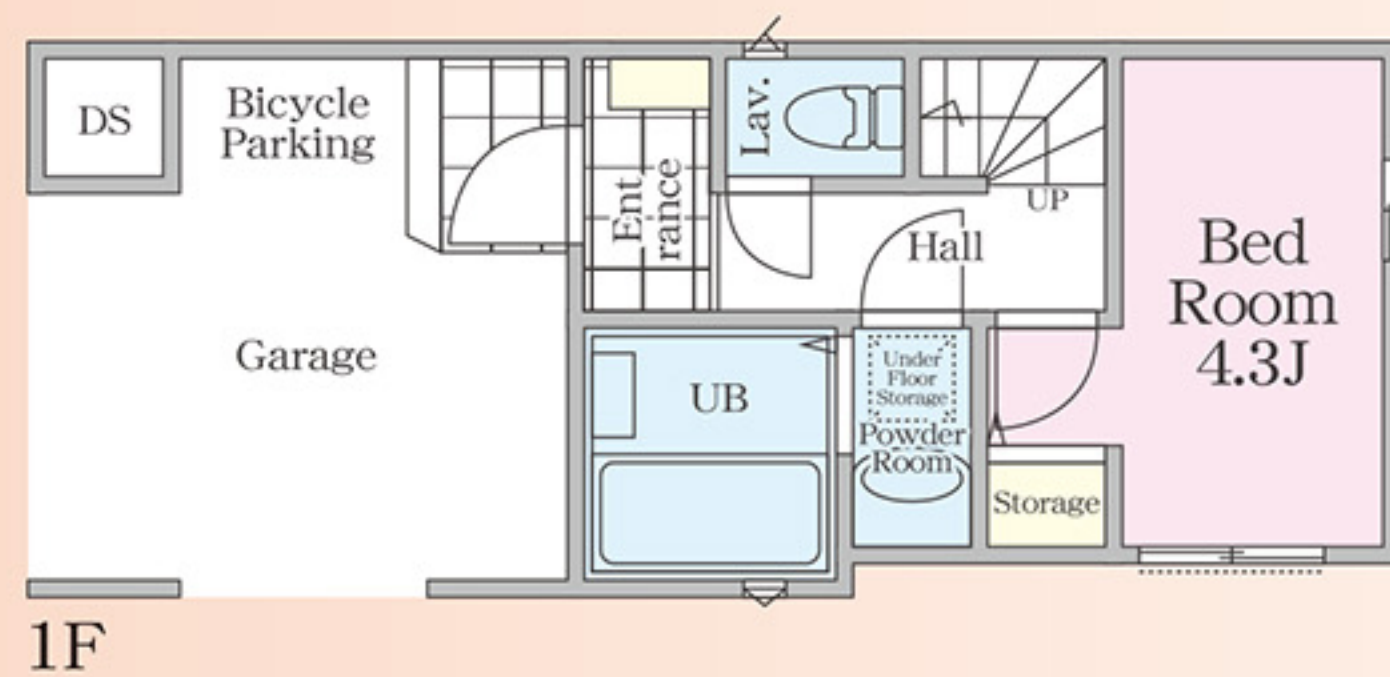 DS
Bicycle
Parking
Garage
Ent
rance
Lav.
UP
Hall
Bed
Room
4.3J
UB
Under
Floor
Storage
Powder
Room
Storage
1F